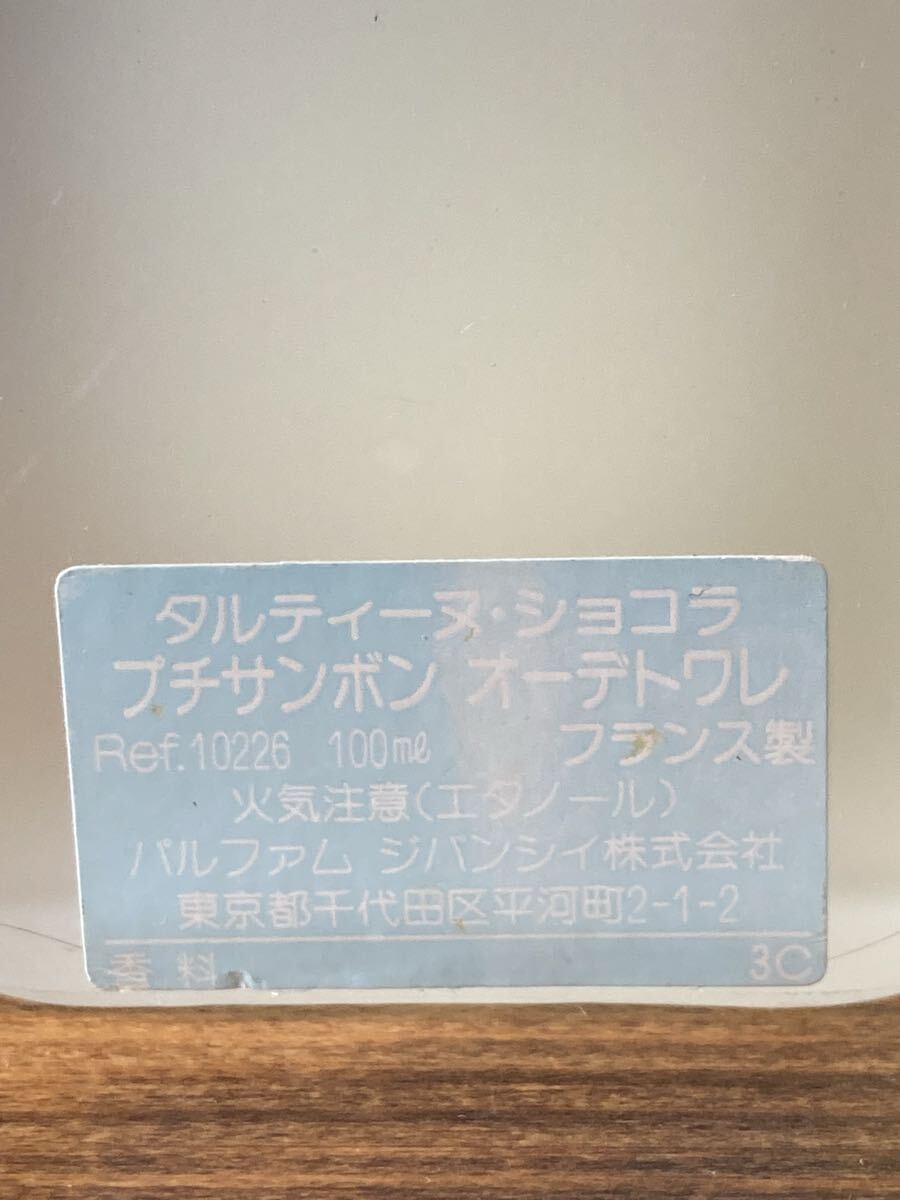 タルティーヌ・ショコラ
プチサンボン オーデトワレ
Ref.10226 100㎖ フランス製
火気注意(エタノール)
パルファム ジバンシイ株式会社
東京都千代田区平河町2-1-2
香料 3C